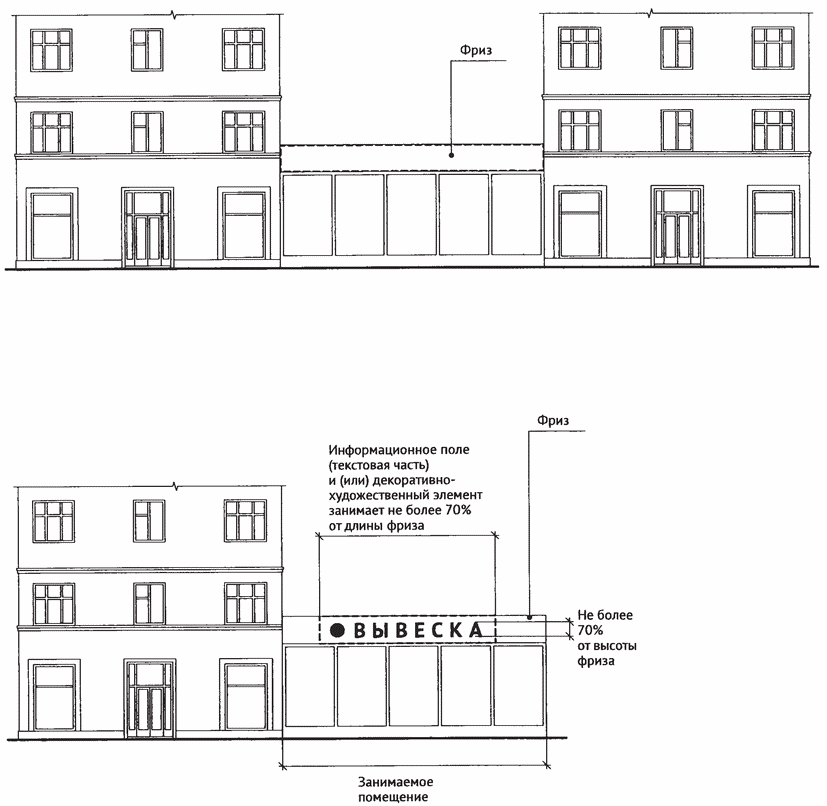 Фриз
Фриз
Информационное поле
(текстовая часть)
и (или) декоративно-
художественный элемент
занимает не более 70%
от длины фриза
ВЫВЕСКА
Не более
70%
от высоты
фриза
Занимаемое
помещение